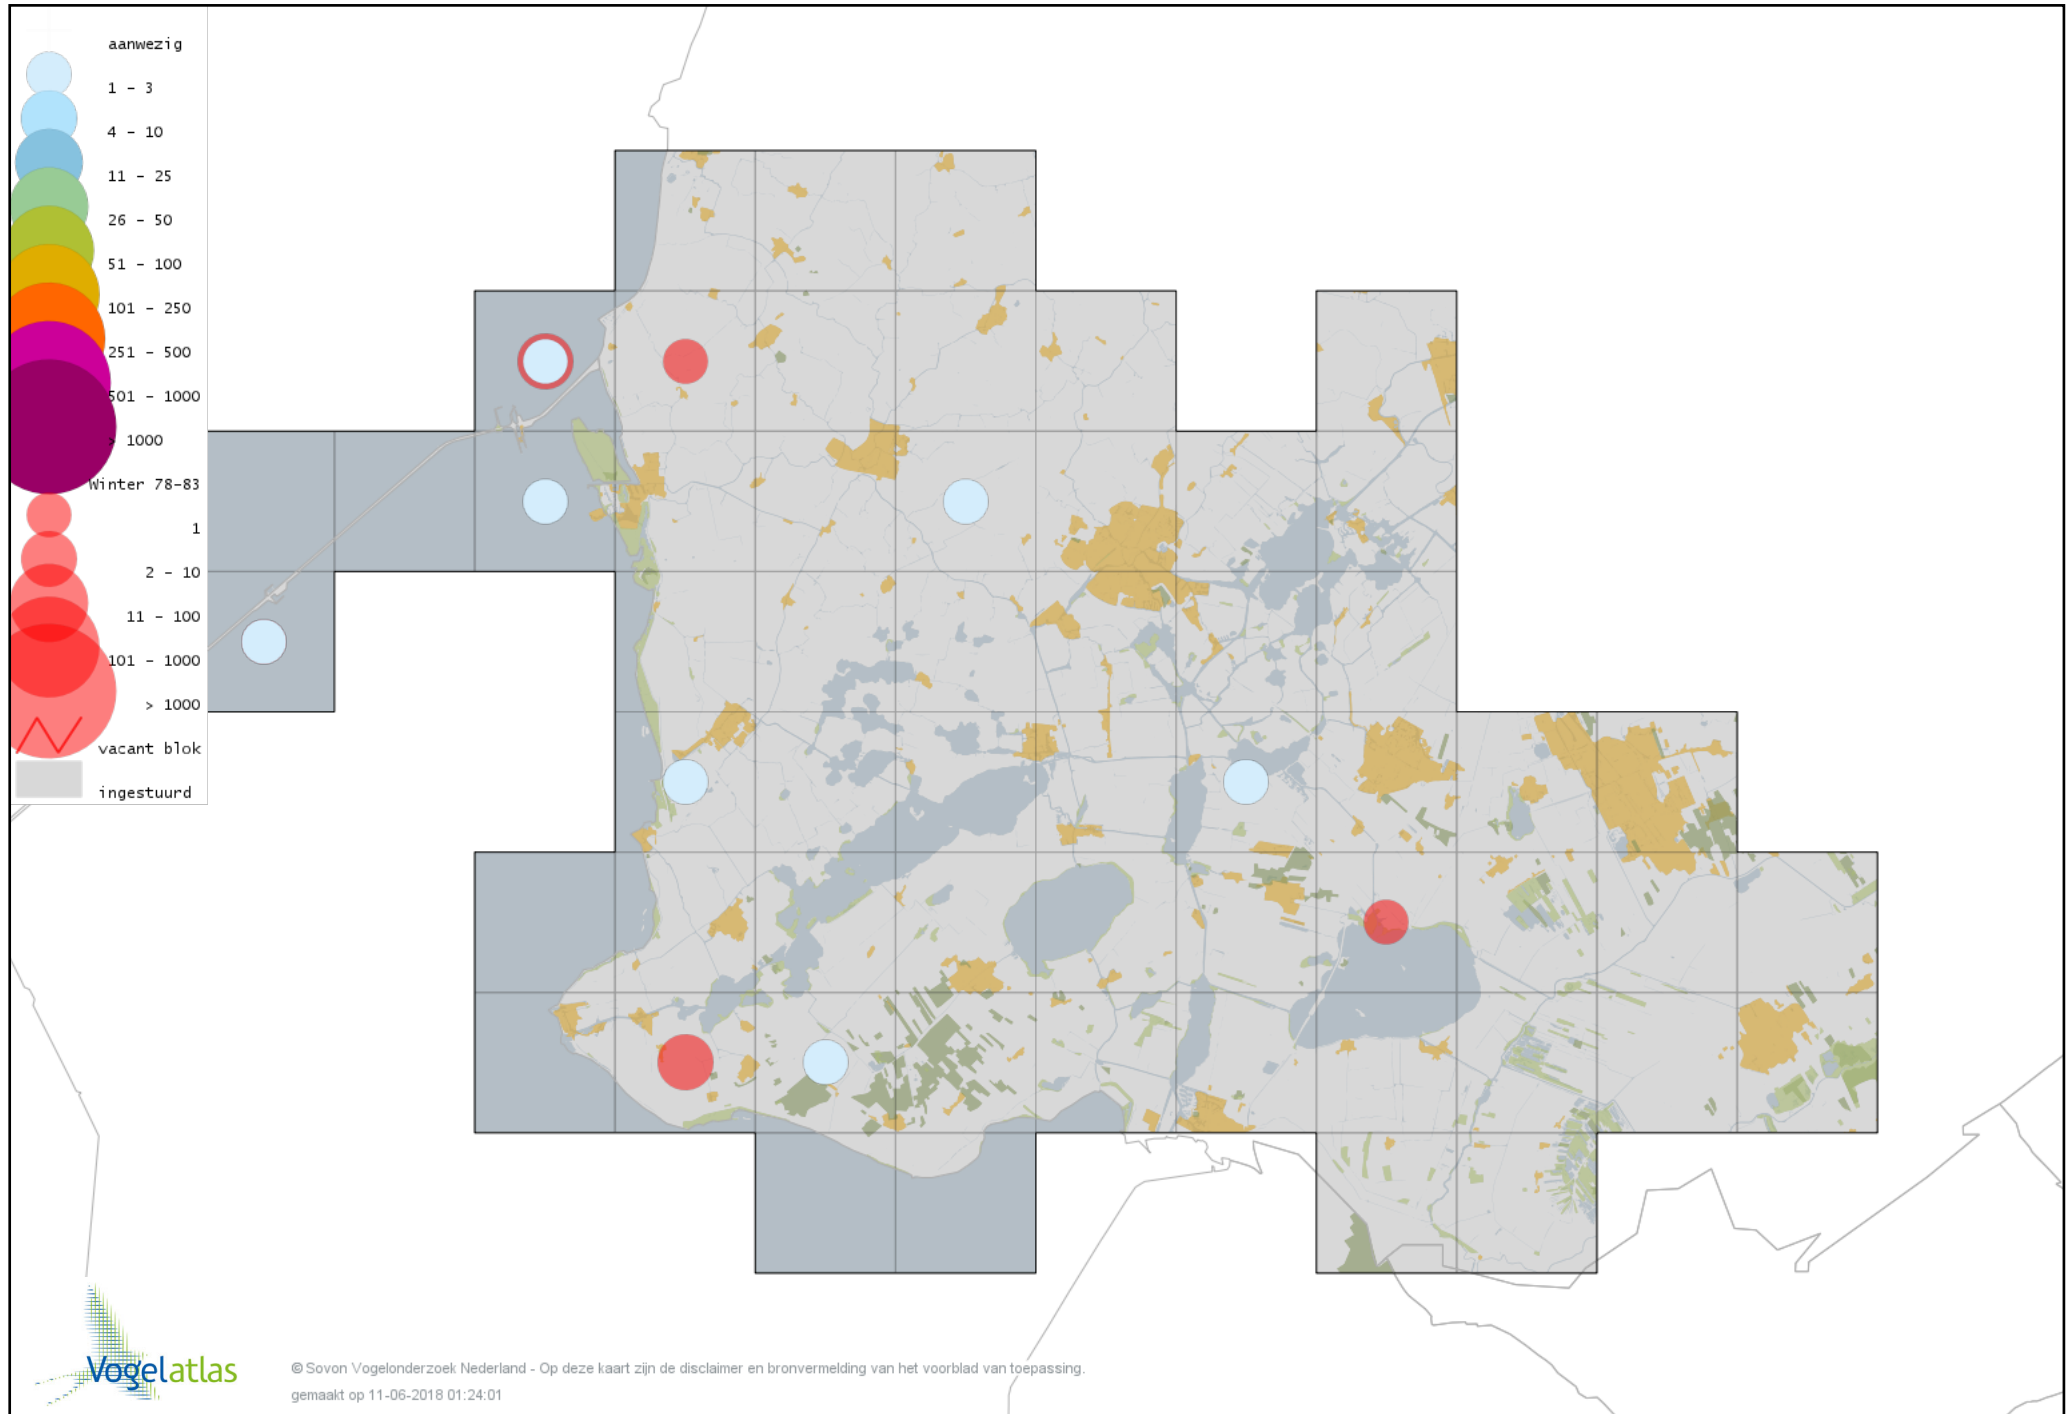 aanwezig
1 - 3
4 - 10
11 - 25
26 - 50
51 - 100
101 - 250
251 - 500
501 - 1000
> 1000
Winter 78-83
1
2 - 10
11 - 100
101 - 1000
> 1000
vacant blok
ingestuurd
Vogelatlas
© Sovon Vogelonderzoek Nederland - Op deze kaart zijn de disclaimer en bronvermelding van het voorblad van toepassing.
gemaakt op 11-06-2018 01:24:01